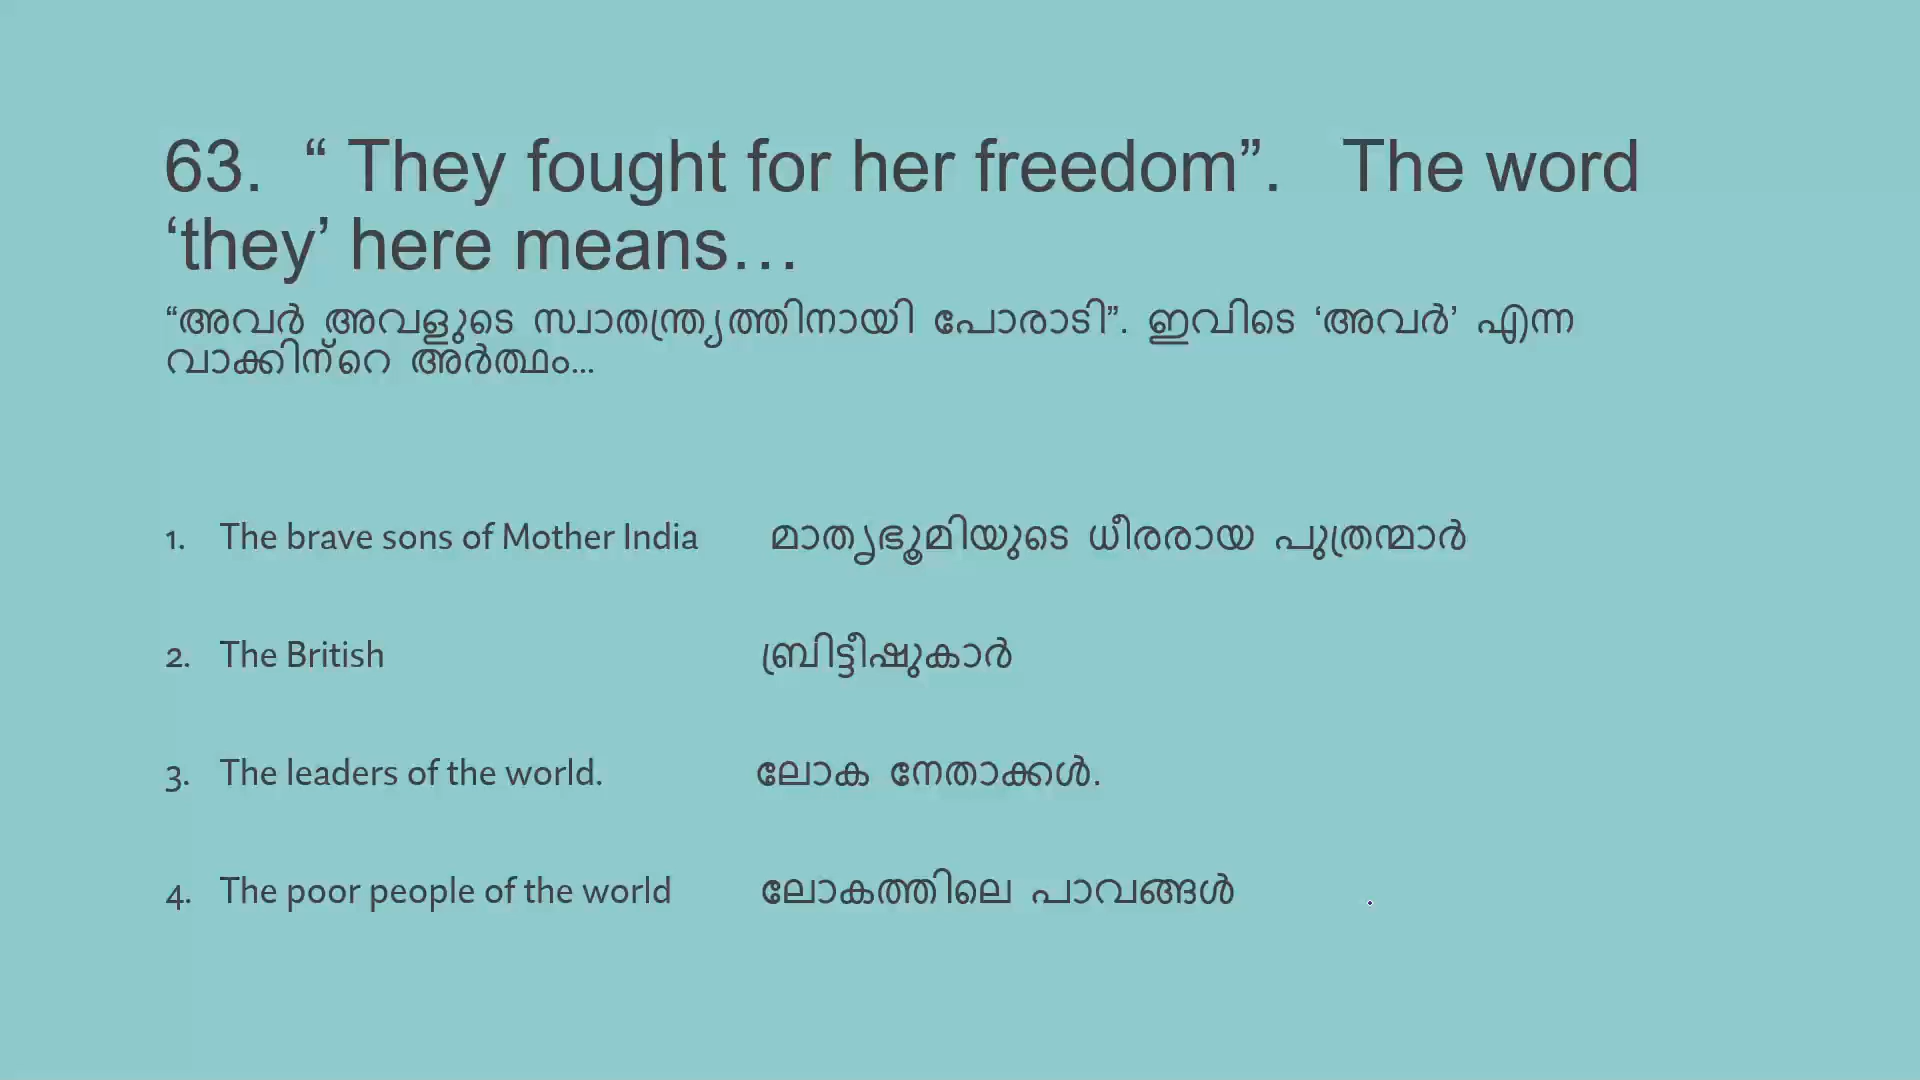 63. “ They fought for her freedom”. The word
‘they’ here means…
“അവർ അവളുടെ സ്വാതന്ത്ര്യത്തിനായി പോരാടി”. ഇവിടെ ‘അവർ’ എന്ന
വാക്കിന്റെ അർത്ഥം...
1. The brave sons of Mother India മാതൃഭൂമിയുടെ ധീരരായ പുത്രന്മാർ
2. The British ബ്രിട്ടീഷുകാർ
3. The leaders of the world. ലോക നേതാക്കൾ.
4. The poor people of the world ലോകത്തിലെ പാവങ്ങൾ